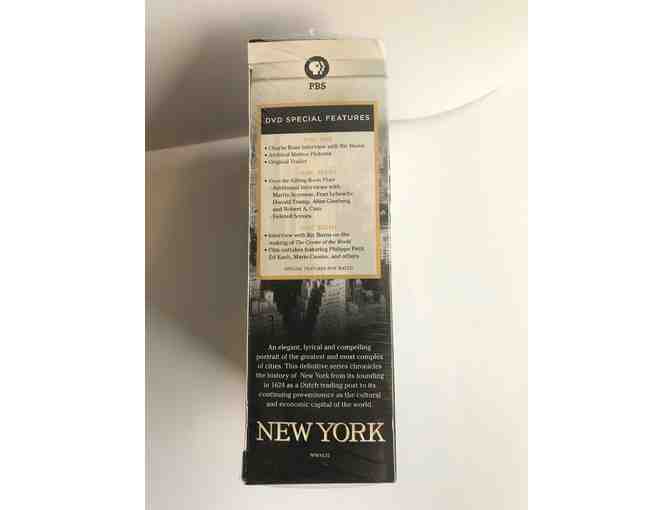 PBS
DVD SPECIAL FEATURES
• Charlie Rose Interview with Ric Burns
• Archival Motion Pictures
• Original Trailer
• From the Editing Room Floor
-Additional Interviews with
Martin Scorsese, Fran Lebowitz,
Donald Trump, Allen Ginsberg,
and Robert A. Caro
-Deleted Scenes
DISC EIGHT
• Interview with Ric Burns on the
making of The Center of the World
• Film outtakes featuring Philippe Petit,
Ed Koch, Mario Cuomo, and others
SPECIAL FEATURES NOT RATED
An elegant, lyrical and compelling
portrait of the greatest and most complex
of cities. This definitive series chronicles
the history of New York from its founding
in 1624 as a Dutch trading post to its
continuing pre-eminence as the cultural
and economic capital of the world.
NEW YORK